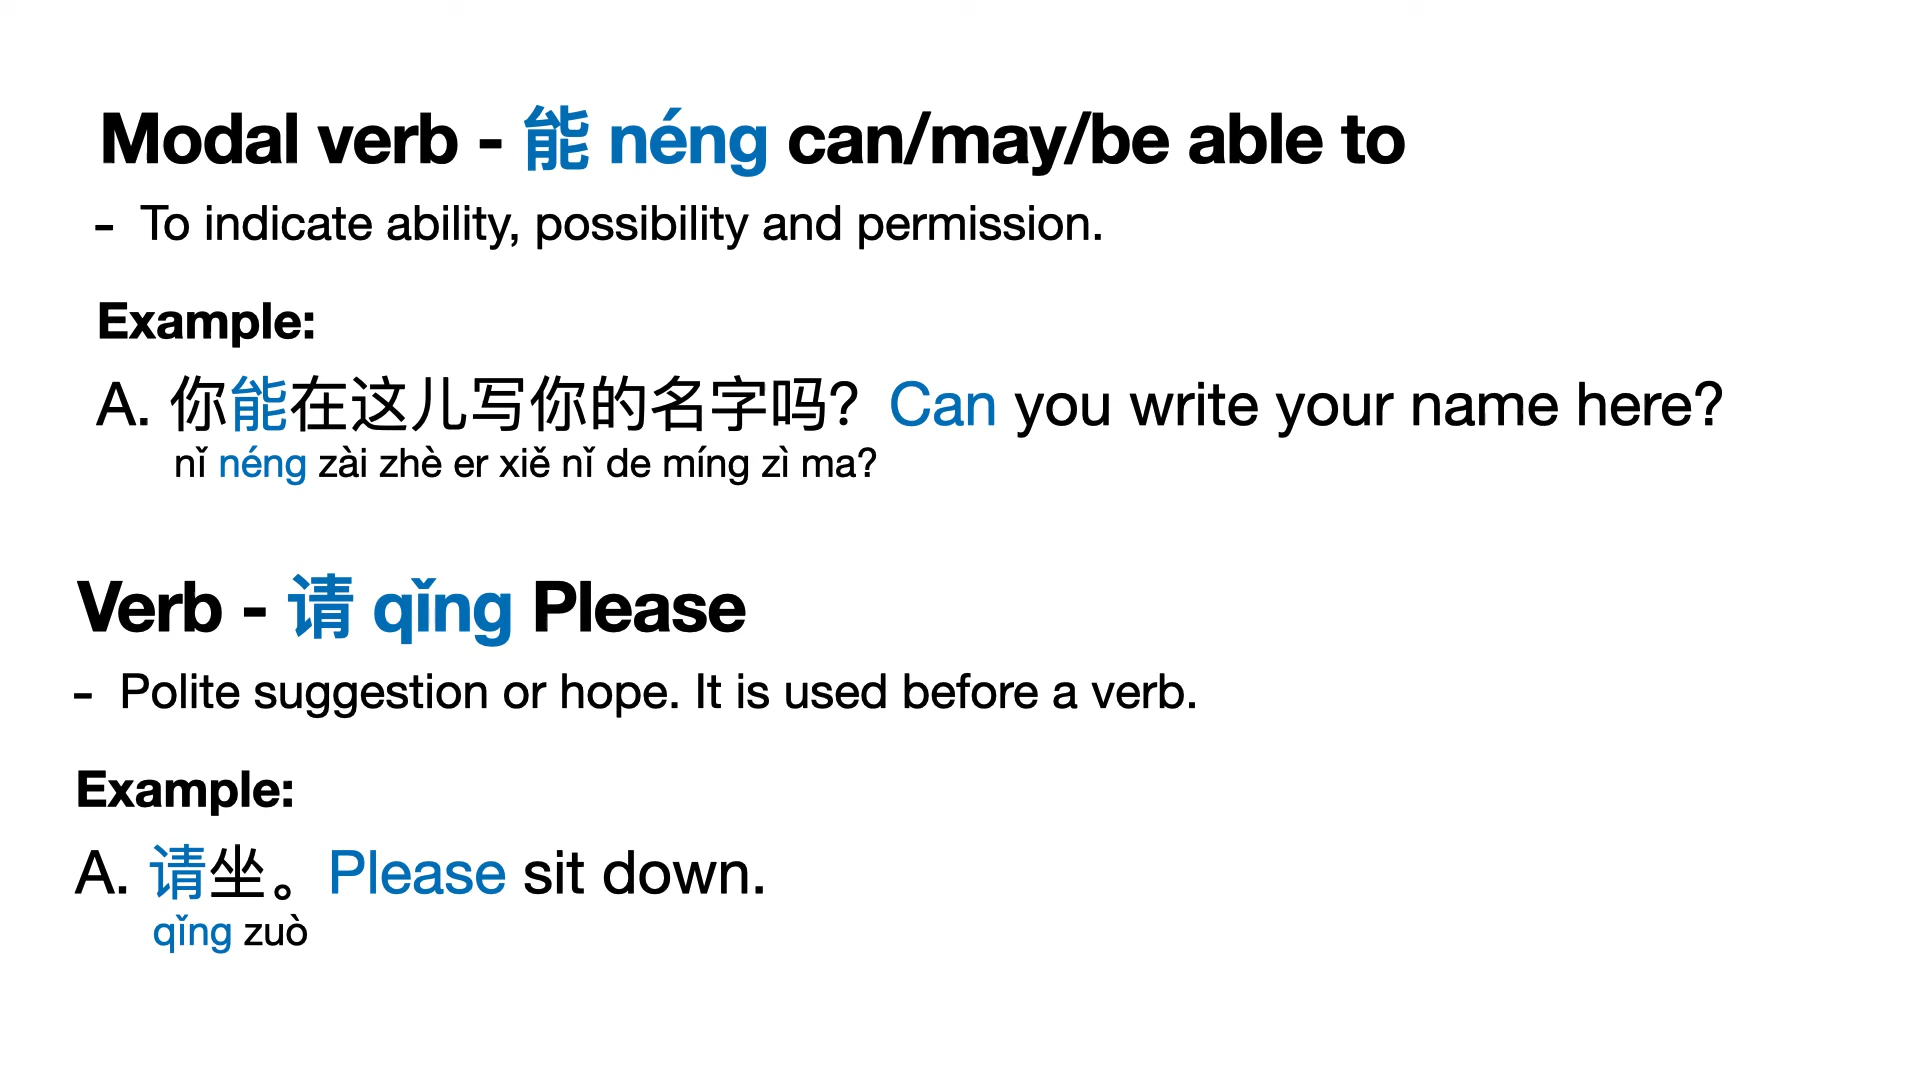 Modal verb - 能 néng can/may/be able to
- To indicate ability, possibility and permission.
Example:
A. 你能在这儿写你的名字吗？Can you write your name here?
nǐ néng zài zhè er xiě nǐ de míng zì ma?
Verb - 请 qǐng Please
- Polite suggestion or hope. It is used before a verb.
Example:
A. 请坐。Please sit down.
qǐng zuò